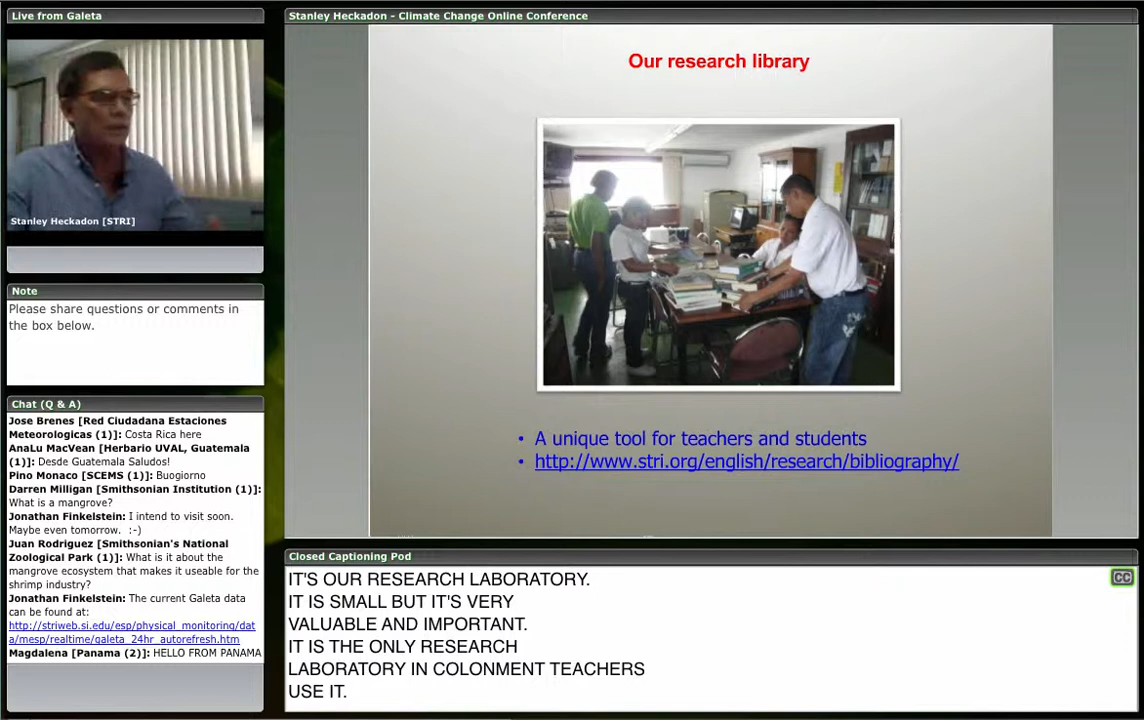 Live from Galeta
Stanley Heckadon [STRI]
Note
Please share questions or comments in
the box below.
Chat (Q & A)
Jose Brenes [Red Ciudadana Estaciones
Meteorologicas (1)]: Costa Rica here
AnaLu MacVean [Herbario UVAL, Guatemala
(1)]: Desde Guatemala Saludos!
Pino Monaco [SCEMS (1)]: Buogiorno
Darren Milligan [Smithsonian Institution (1)]:
What is a mangrove?
Jonathan Finkelstein: I intend to visit soon.
Maybe even tomorrow. :-)
Juan Rodriguez [Smithsonian's National
Zoological Park (1)]: What is it about the
mangrove ecosystem that makes it useable for the
shrimp industry?
Jonathan Finkelstein: The current Galeta data
can be found at:
http://striweb.si.edu/esp/physical_monitoring/dat
a/mesp/realtime/galeta_24hr_autorefresh.htm
Magdalena [Panama (2)]: HELLO FROM PANAMA
Stanley Heckadon - Climate Change Online Conference
Our research library
• A unique tool for teachers and students
• http://www.stri.org/english/research/bibliography/
Closed Captioning Pod
CC
IT'S OUR RESEARCH LABORATORY.
IT IS SMALL BUT IT'S VERY
VALUABLE AND IMPORTANT.
IT IS THE ONLY RESEARCH
LABORATORY IN COLONMENT TEACHERS
USE IT.